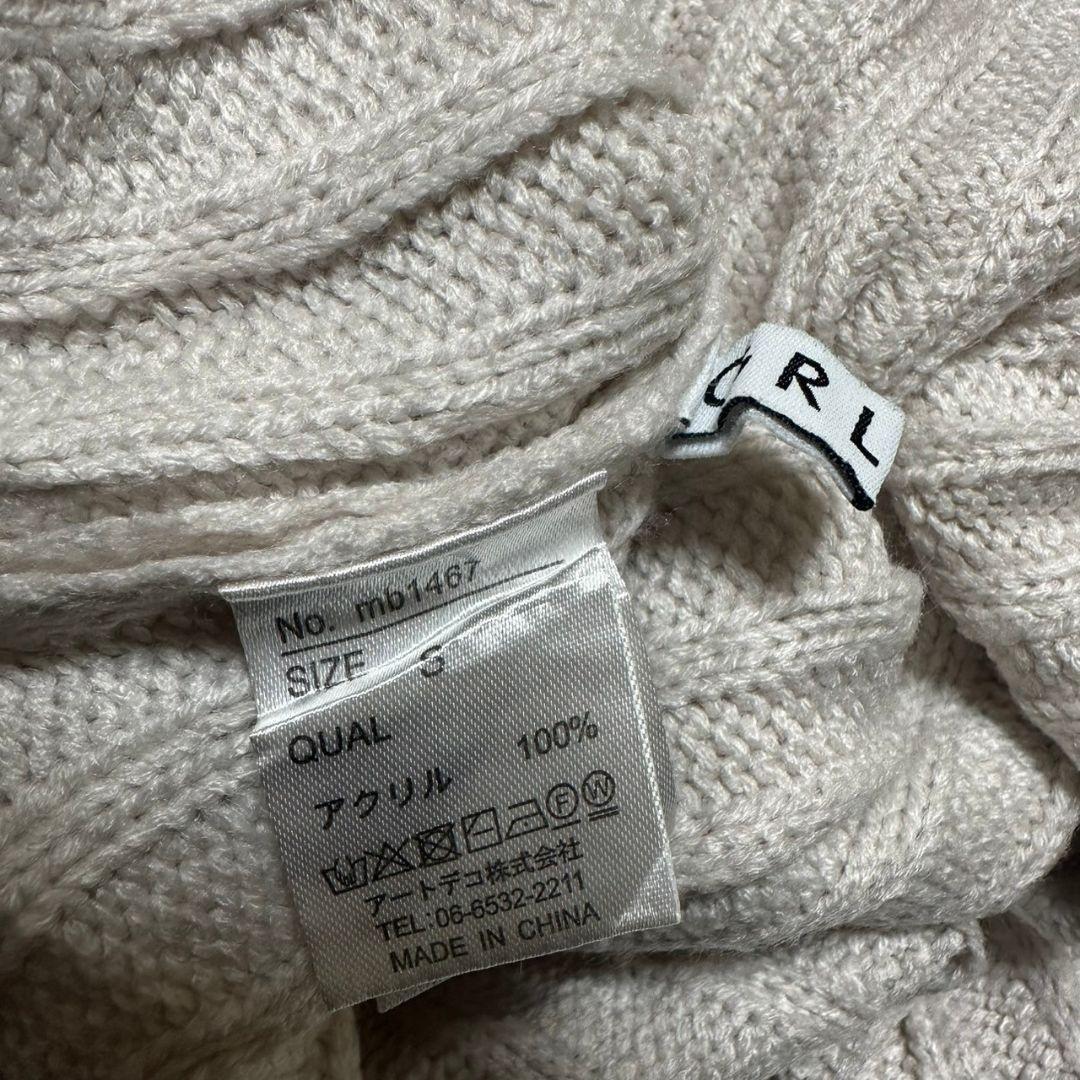 RL
No. mb1467
SIZE S
QUAL
アクリル 100%
F W
アートデコ株式会社
TEL:06-6532-2211
MADE IN CHINA